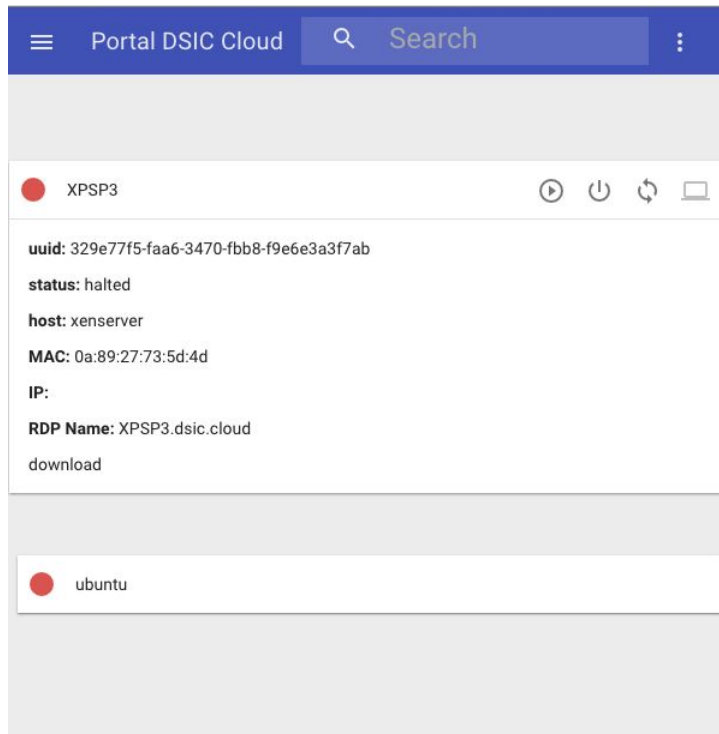 Portal DSIC Cloud Search
XPSP3
uuid: 329e77f5-faa6-3470-fbb8-f9e6e3a3f7ab
status: halted
host: xenserver
MAC: 0a:89:27:73:5d:4d
IP:
RDP Name: XPSP3.dsic.cloud
download
ubuntu